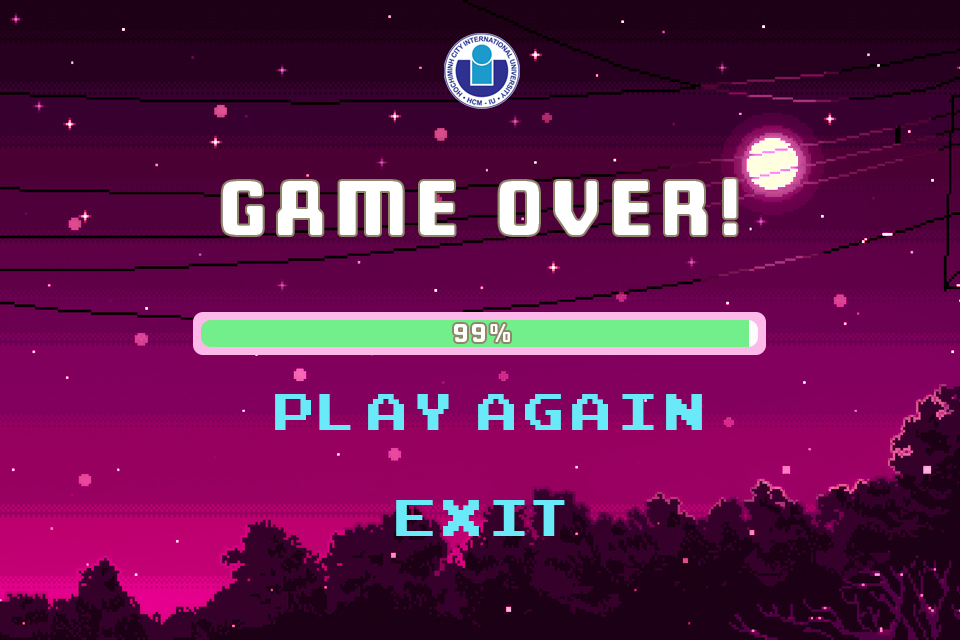 HOCHIMINH CITY INTERNATIONAL UNIVERSITY
• HCM - IU •
GAME OVER!
99%
PLAY AGAIN
EXIT